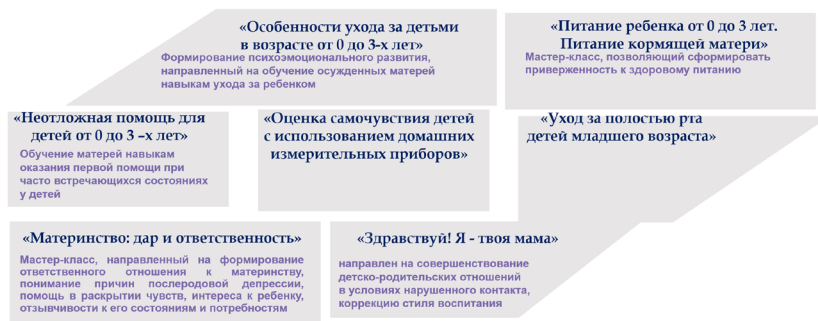 «Особенности ухода за детьми
в возрасте от 0 до 3-х лет»
Формирование психоэмоционального развития,
направленный на обучение осужденных матерей
навыкам ухода за ребенком
«Питание ребенка от 0 до 3 лет.
Питание кормящей матери»
Мастер-класс, позволяющий сформировать
приверженность к здоровому питанию
«Неотложная помощь для
детей от 0 до 3 –х лет»
Обучение матерей навыкам
оказания первой помощи при
часто встречающихся состояниях
у детей
«Оценка самочувствия детей
с использованием домашних
измерительных приборов»
«Уход за полостью рта
детей младшего возраста»
«Материнство: дар и ответственность»
Мастер-класс, направленный на формирование
ответственного отношения к материнству,
понимание причин послеродовой депрессии,
помощь в раскрытии чувств, интереса к ребенку,
отзывчивости к его состояниям и потребностям
«Здравствуй! Я - твоя мама»
направлен на совершенствование
детско-родительских отношений
в условиях нарушенного контакта,
коррекцию стиля воспитания